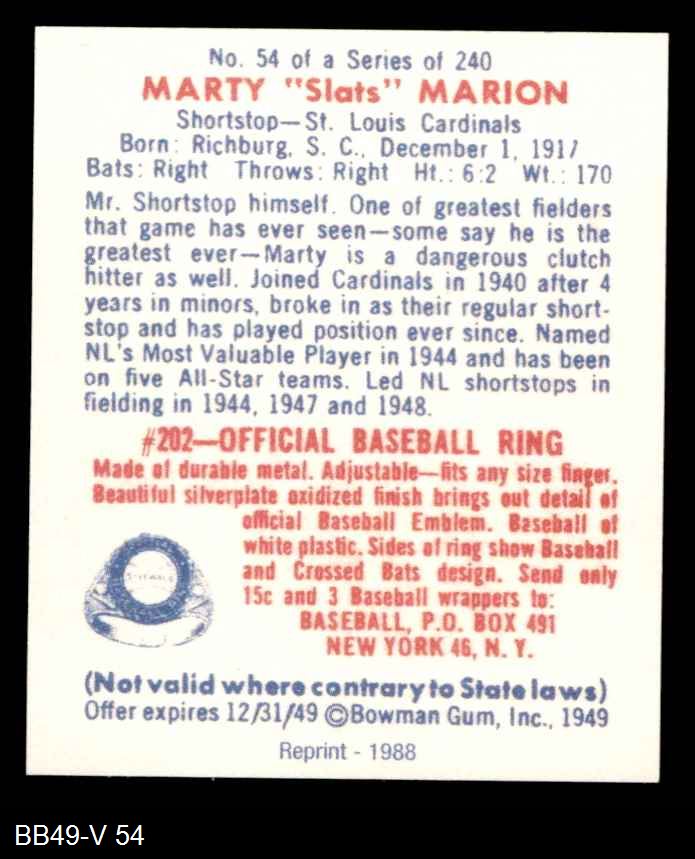 No. 54 of a Series of 240
MARTY "Slats" MARION
Shortstop—St. Louis Cardinals
Born: Richburg, S. C., December 1, 1917
Bats: Right Throws: Right Ht.: 6:2 Wt.: 170
Mr. Shortstop himself. One of greatest fielders
that game has ever seen—some say he is the
greatest ever—Marty is a dangerous clutch
hitter as well. Joined Cardinals in 1940 after 4
years in minors, broke in as their regular short-
stop and has played position ever since. Named
NL's Most Valuable Player in 1944 and has been
on five All-Star teams. Led NL shortstops in
fielding in 1944, 1947 and 1948.
#202—OFFICIAL BASEBALL RING
Made of durable metal. Adjustable—fits any size finger.
Beautiful silverplate oxidized finish brings out detail of
official Baseball Emblem. Baseball of
white plastic. Sides of ring show Baseball
and Crossed Bats design. Send only
15c and 3 Baseball wrappers to:
BASEBALL, P.O. BOX 491
NEW YORK 46, N. Y.
(Not valid where contrary to State laws)
Offer expires 12/31/49 ©Bowman Gum, Inc., 1949
Reprint - 1988
BB49-V 54